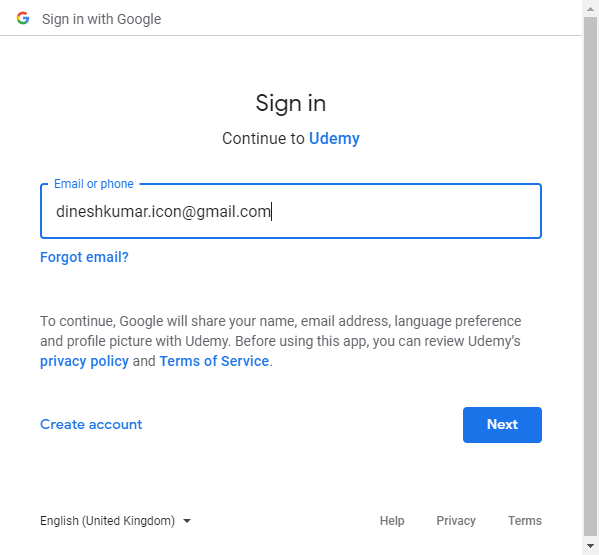 Sign in with Google
Sign in
Continue to Udemy
Email or phone
dineshkumar.icon@gmail.com
Forgot email?
To continue, Google will share your name, email address, language preference
and profile picture with Udemy. Before using this app, you can review Udemy’s
privacy policy and Terms of Service.
Create account
Next
English (United Kingdom)
Help
Privacy
Terms